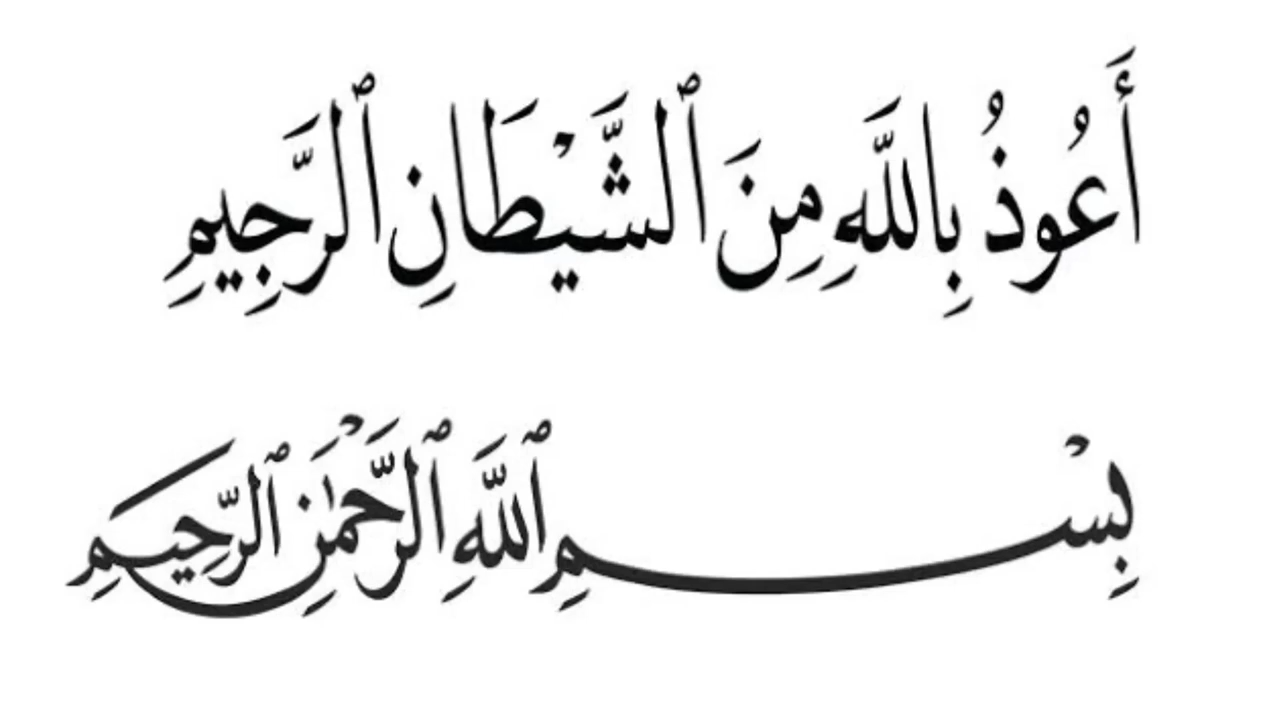 أَعُوذُ بِاللَّهِ مِنَ ٱلشَّيْطَانِ ٱلرَّجِيمِ
بِسْمِ ٱللَّهِ ٱلرَّحْمَٰنِ ٱلرَّحِيمِ